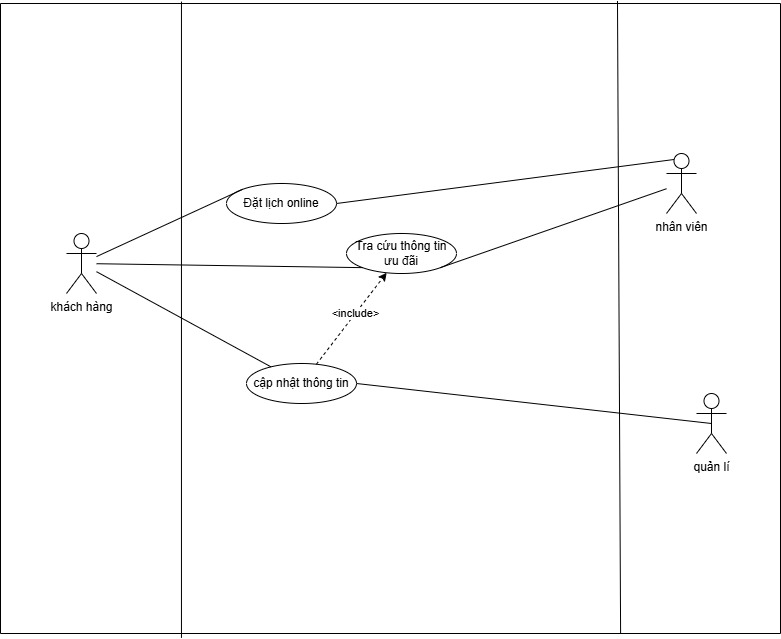 Đặt lịch online
nhân viên
Tra cứu thông tin
ưu đãi
khách hàng
<include>
cập nhật thông tin
quản lí